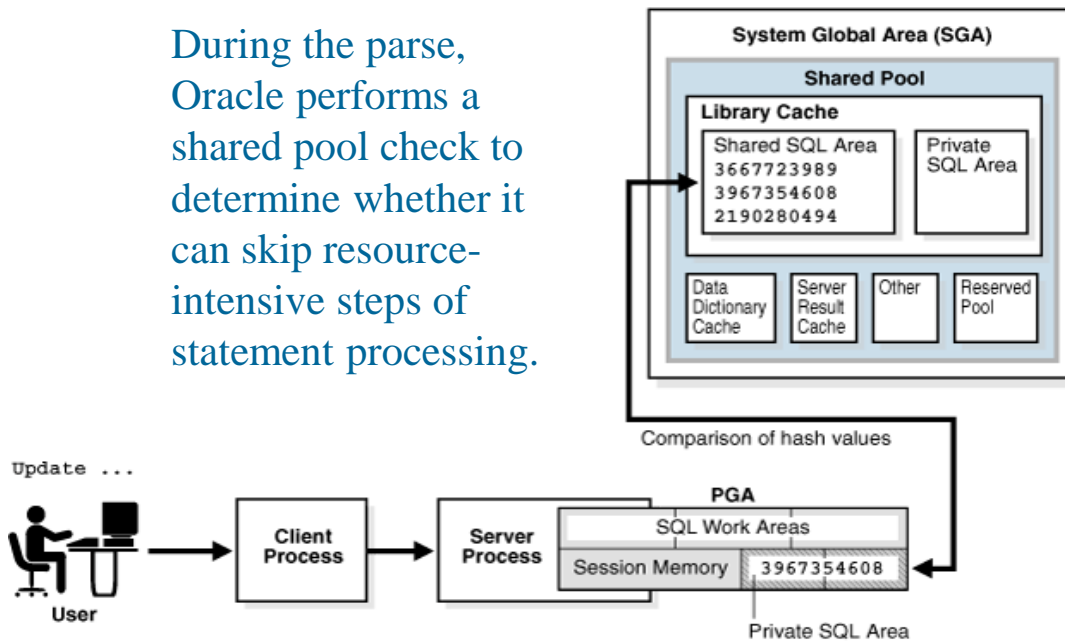 During the parse,
Oracle performs a
shared pool check to
determine whether it
can skip resource-
intensive steps of
statement processing.
System Global Area (SGA)
Shared Pool
Library Cache
Shared SQL Area
3667723989
3967354608
2190280494
Private
SQL Area
Data
Dictionary
Cache
Server
Result
Cache
Other
Reserved
Pool
Comparison of hash values
Update ...
User
Client
Process
Server
Process
PGA
SQL Work Areas
Session Memory
3967354608
Private SQL Area